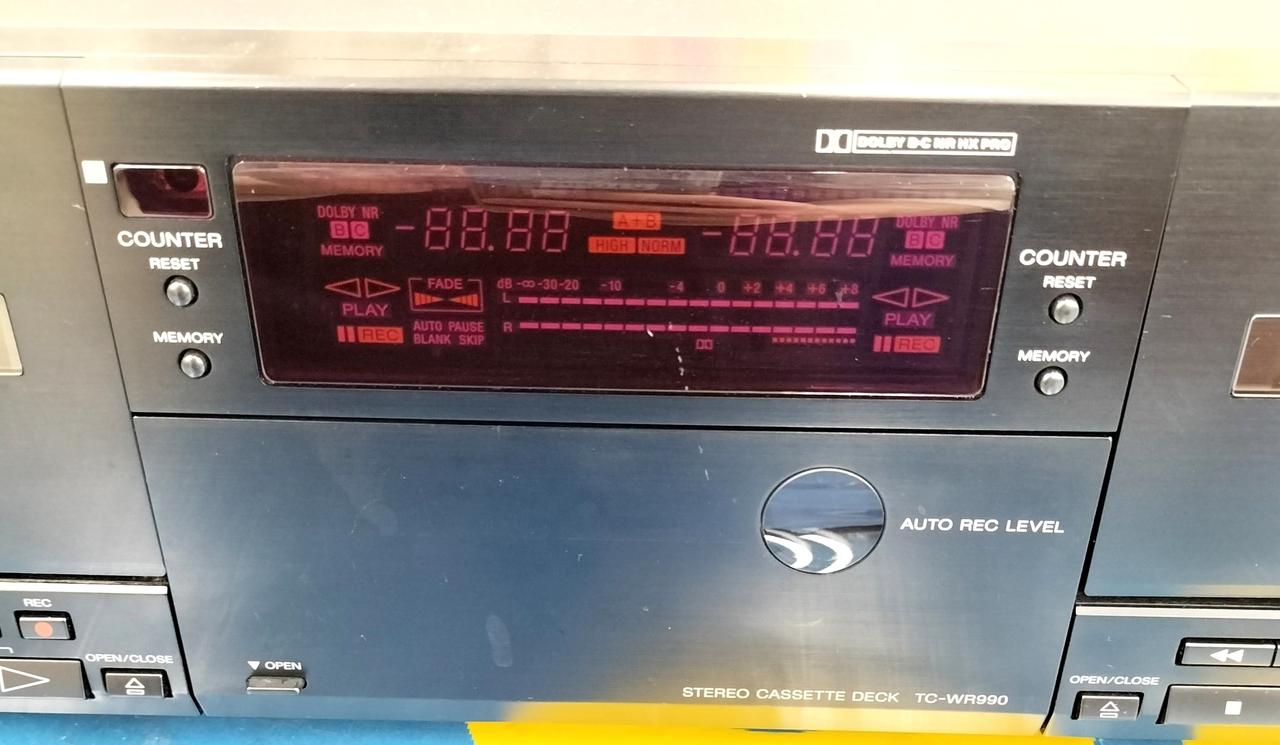 DOLBY B·C NR HX PRO
COUNTER
RESET
MEMORY
DOLBY NR
B C
MEMORY
-88.88
A+B
HIGH NORM
-88.88
DOLBY NR
B C
MEMORY
PLAY
REC
FADE
AUTO PAUSE
BLANK SKIP
dB -∞ -30 -20 -10 -4 0 +2 +4 +6 +8
L
R
PLAY
REC
COUNTER
RESET
MEMORY
AUTO REC LEVEL
REC
OPEN/CLOSE
▼ OPEN
STEREO CASSETTE DECK TC-WR990
OPEN/CLOSE